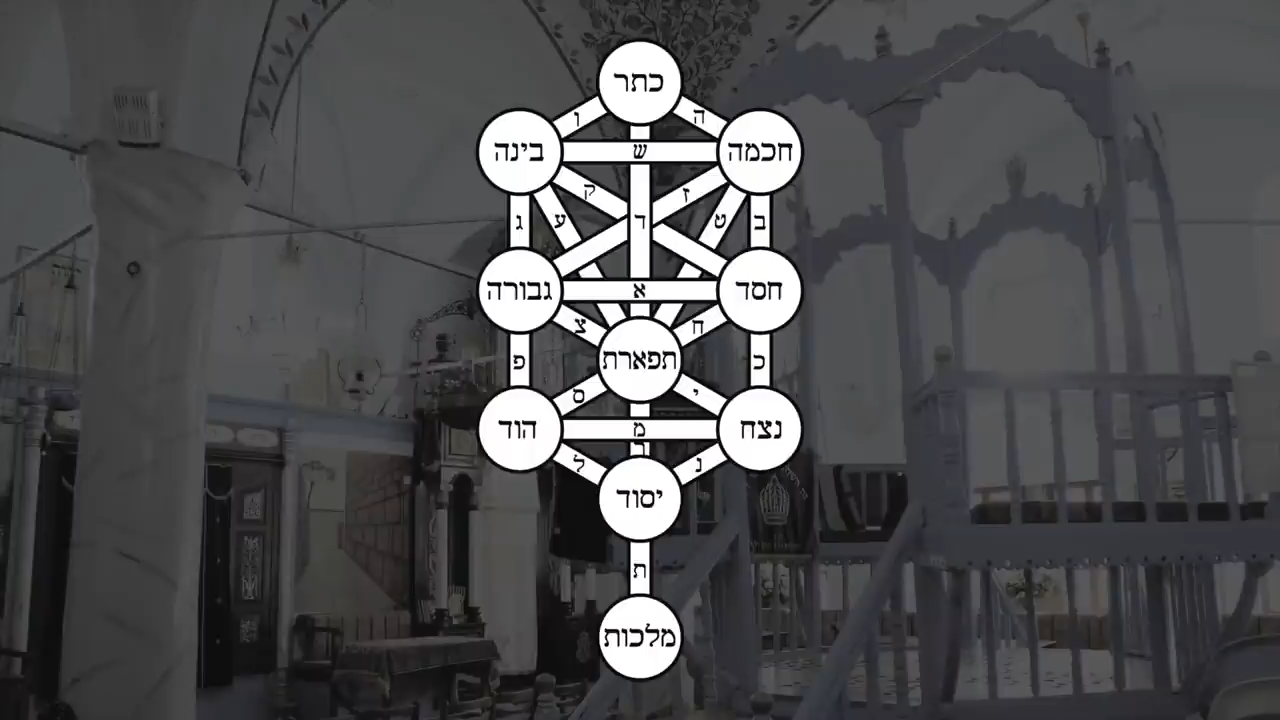 כתר
ה ו
חכמה ש בינה
ז ק
ב ט ד ע ג
חסד א גבורה
ח צ
כ תפארת פ
י ס
נצח מ הוד
ר
נ ל
יסוד
ת
מלכות